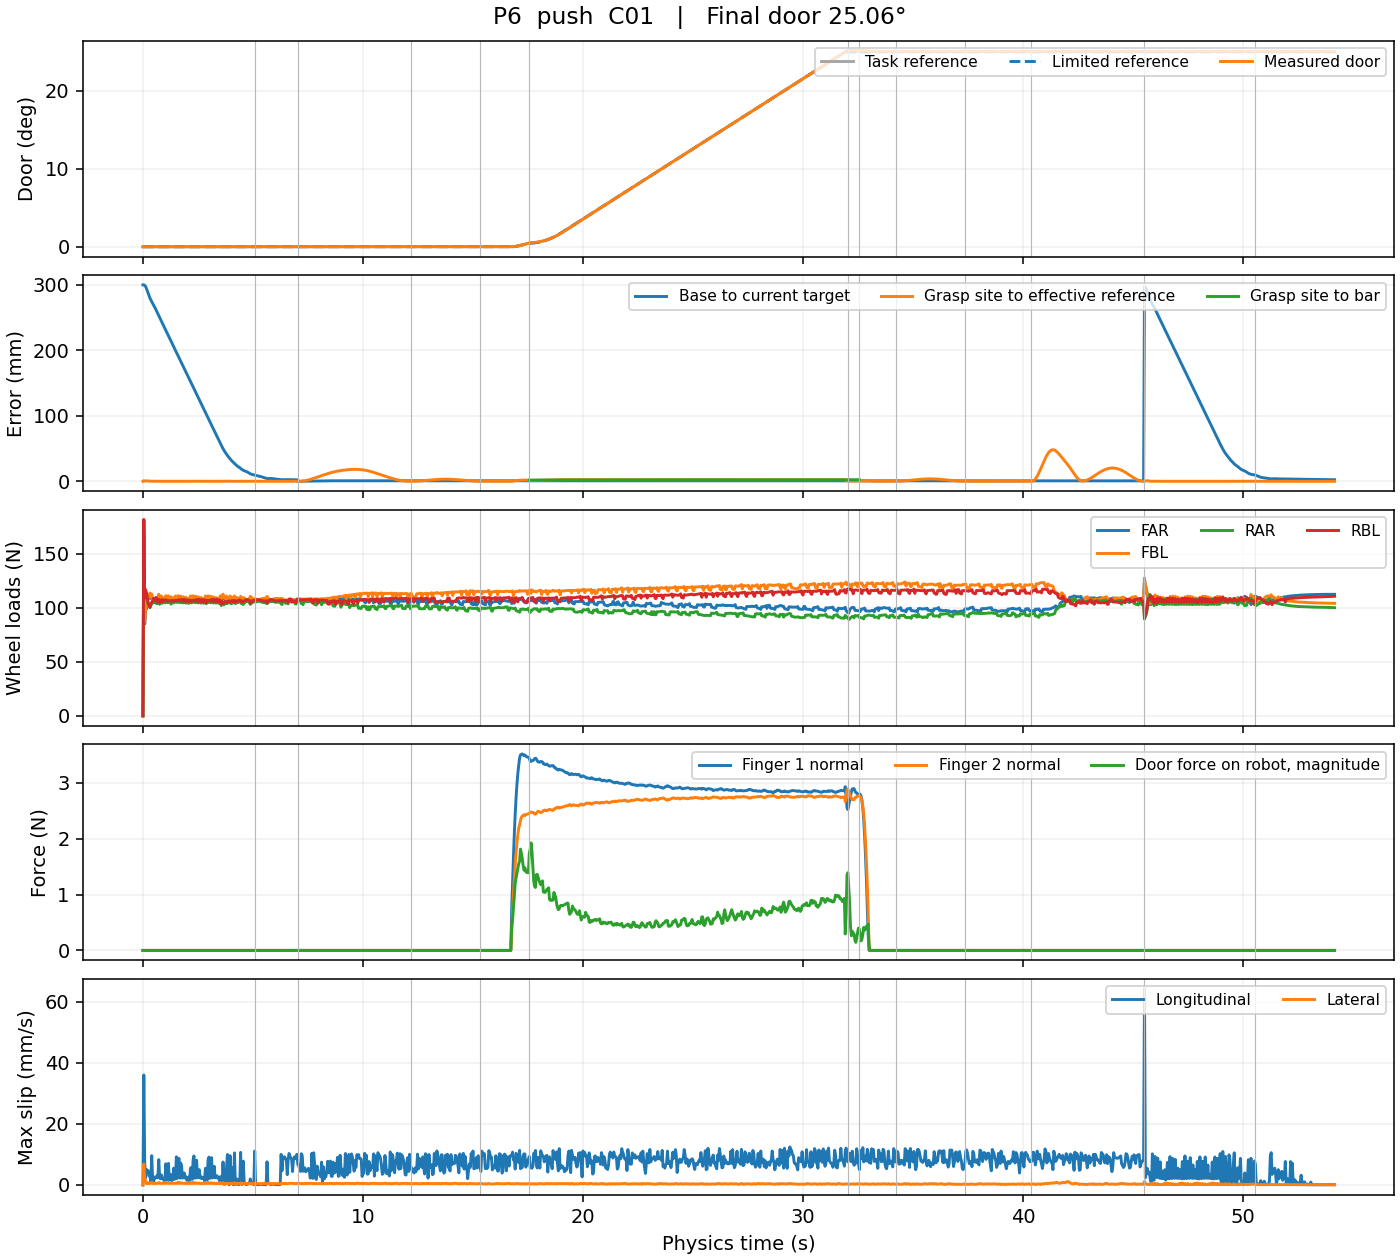 P6 push C01 | Final door 25.06°
Door (deg)
20
10
0
Task reference Limited reference Measured door
Error (mm)
300
200
100
0
Base to current target Grasp site to effective reference Grasp site to bar
Wheel loads (N)
150
100
50
0
FAR RAR RBL
FBL
Force (N)
3
2
1
0
Finger 1 normal Finger 2 normal Door force on robot, magnitude
Max slip (mm/s)
60
40
20
0
Longitudinal Lateral
0 10 20 30 40 50
Physics time (s)